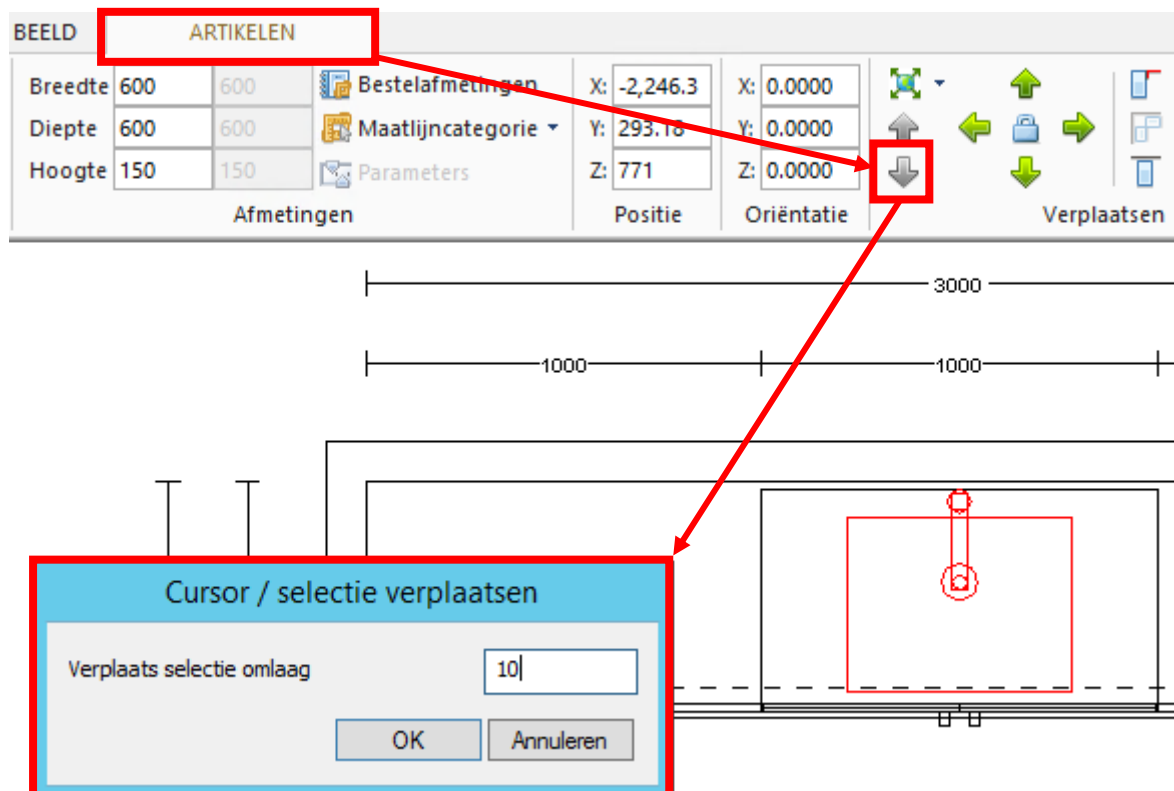 BEELD ARTIKELEN
Breedte 600 600 Bestelafmetingen X: -2,246.3 X: 0.0000
Diepte 600 600 Maatlijncategorie Y: 293.18 Y: 0.0000
Hoogte 150 150 Parameters Z: 771 Z: 0.0000
Afmetingen Positie Oriëntatie Verplaatsen
3000
1000 1000
Cursor / selectie verplaatsen
Verplaats selectie omlaag 10
OK Annuleren